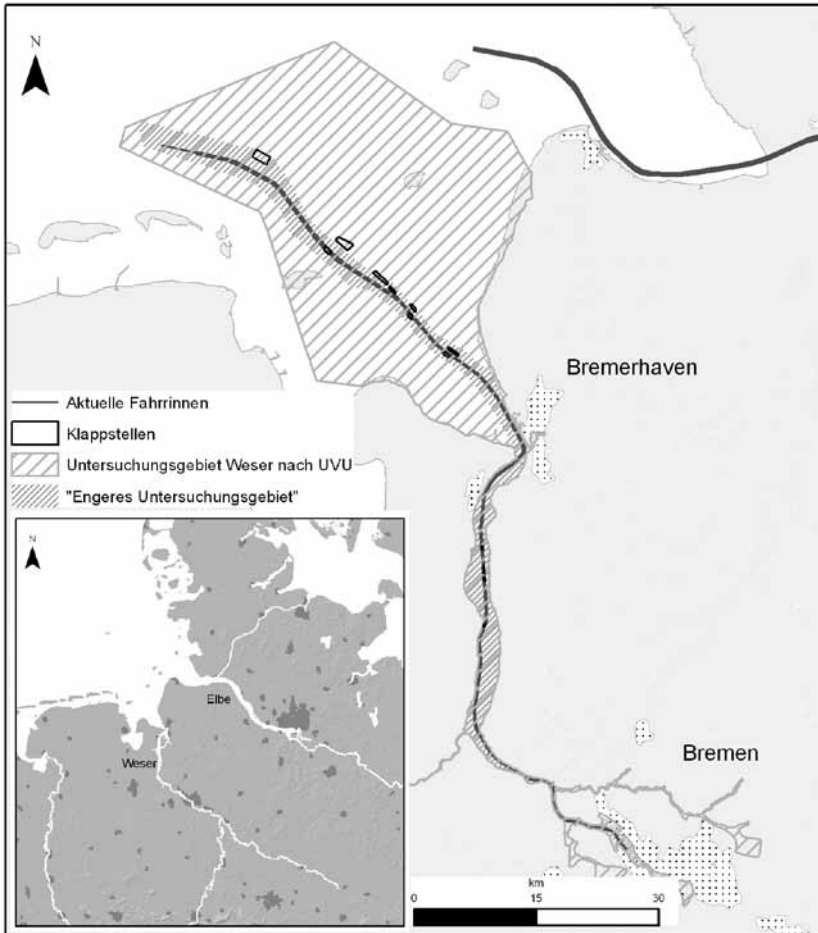 N
Bremerhaven
Aktuelle Fahrrinnen
Klappstellen
Untersuchungsgebiet Weser nach UVU
"Engeres Untersuchungsgebiet"
N
Elbe
Weser
Bremen
km
0 15 30